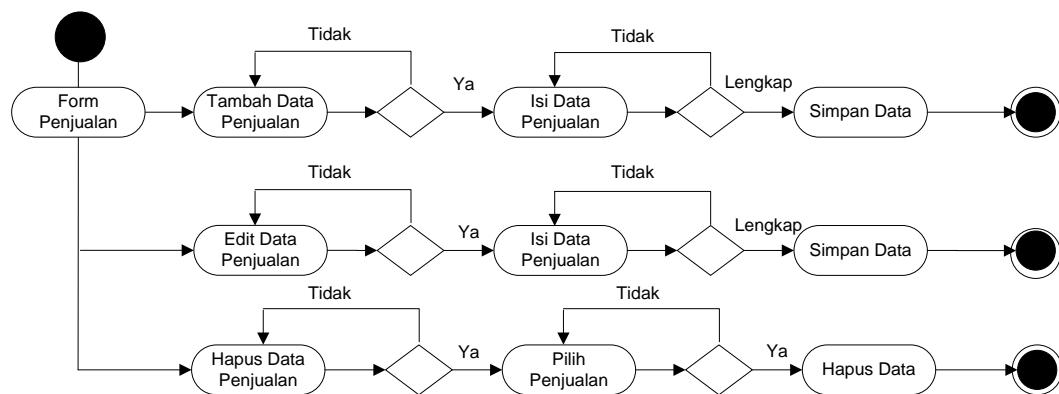 Tidak
Tidak
Ya
Lengkap
Form
Penjualan
Tambah Data
Penjualan
Isi Data
Penjualan
Simpan Data
Tidak
Tidak
Ya
Lengkap
Edit Data
Penjualan
Isi Data
Penjualan
Simpan Data
Tidak
Tidak
Ya
Ya
Hapus Data
Penjualan
Pilih
Penjualan
Hapus Data